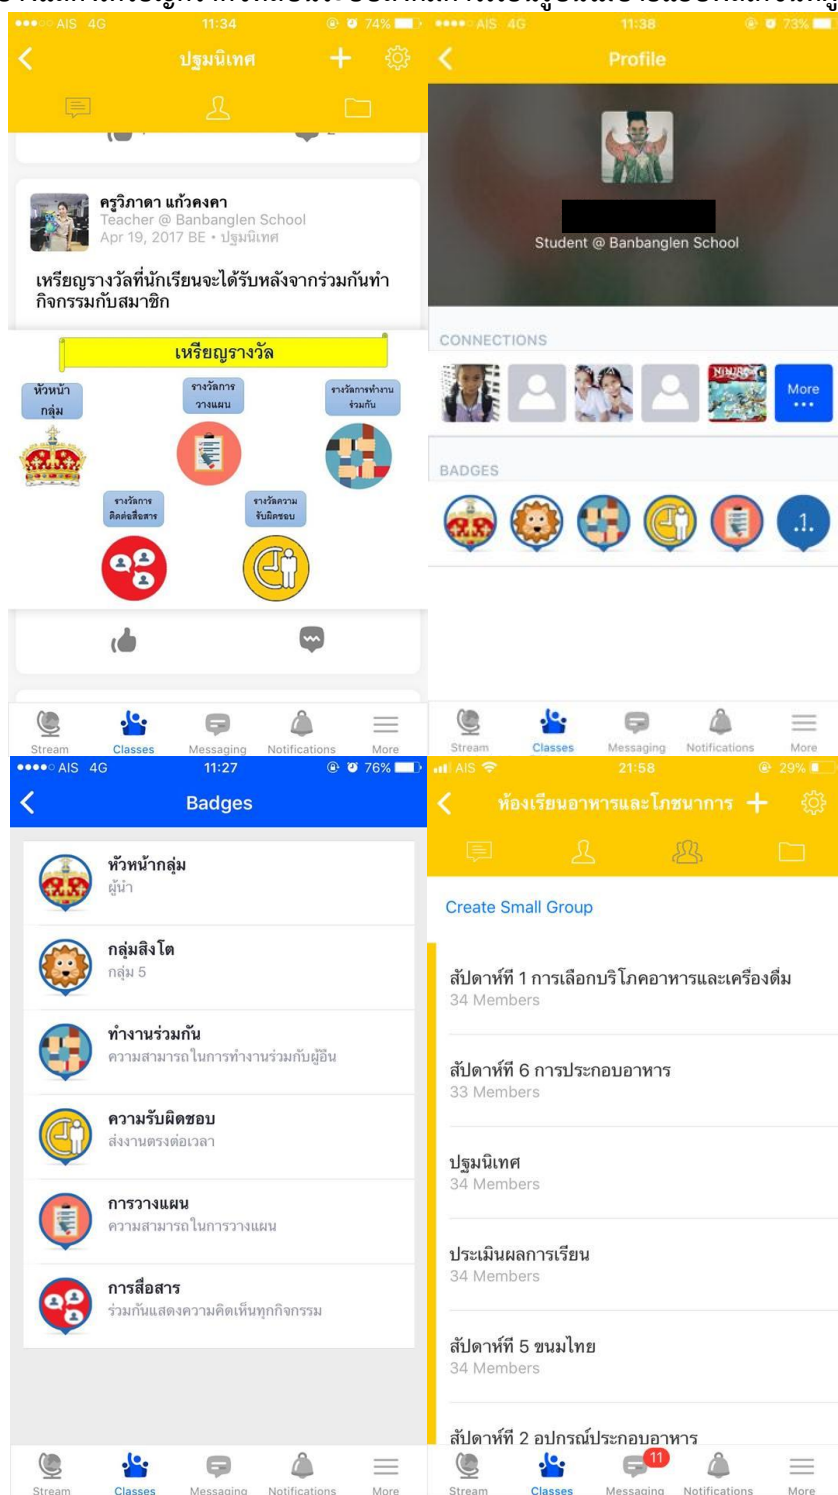 AIS 4G 11:34 74%
ปฐมนิเทศ
ครูวิภาดา แก้วคงคา
Teacher @ Banbanglen School
Apr 19, 2017 BE • ปฐมนิเทศ
เหรียญรางวัลที่นักเรียนจะได้รับหลังจากร่วมกันทำ
กิจกรรมกับสมาชิก
เหรียญรางวัล
หัวหน้า
กลุ่ม
รางวัลการ
วางแผน
รางวัลการทำงาน
ร่วมกัน
รางวัลการ
ติดต่อสื่อสาร
รางวัลความ
รับผิดชอบ
Stream Classes Messaging Notifications More
AIS 4G 11:38 73%
Profile
Student @ Banbanglen School
CONNECTIONS
NINJAGO
More
BADGES
.1.
Stream Classes Messaging Notifications More
AIS 4G 11:27 76%
Badges
หัวหน้ากลุ่ม
ผู้นำ
กลุ่มสิงโต
กลุ่ม 5
ทำงานร่วมกัน
ความสามารถในการทำงานร่วมกับผู้อื่น
ความรับผิดชอบ
ส่งงานตรงต่อเวลา
การวางแผน
ความสามารถในการวางแผน
การสื่อสาร
ร่วมกันแสดงความคิดเห็นทุกกิจกรรม
Stream Classes Messaging Notifications More
AIS 21:58 29%
ห้องเรียนอาหารและโภชนาการ
Create Small Group
สัปดาห์ที่ 1 การเลือกบริโภคอาหารและเครื่องดื่ม
34 Members
สัปดาห์ที่ 6 การประกอบอาหาร
33 Members
ปฐมนิเทศ
34 Members
ประเมินผลการเรียน
34 Members
สัปดาห์ที่ 5 ขนมไทย
34 Members
สัปดาห์ที่ 2 อุปกรณ์ประกอบอาหาร
11
Stream Classes Messaging Notifications More